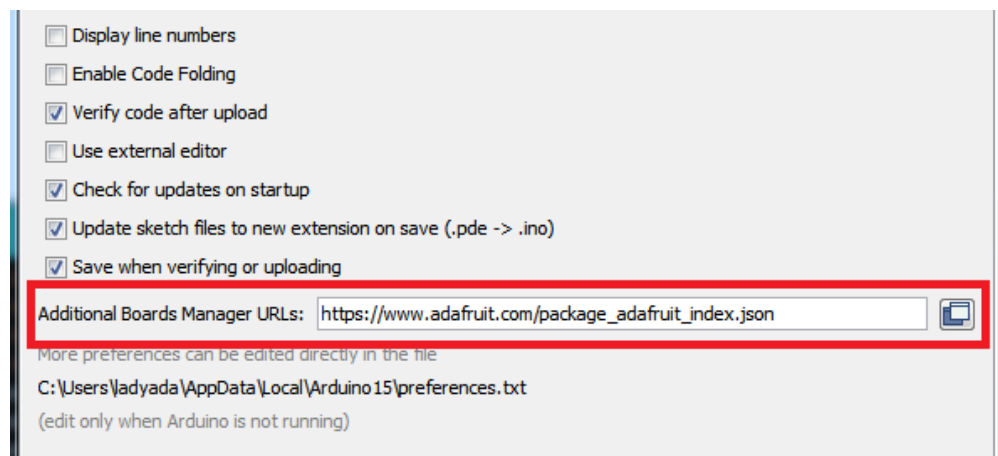 Display line numbers
Enable Code Folding
Verify code after upload
Use external editor
Check for updates on startup
Update sketch files to new extension on save (.pde -> .ino)
Save when verifying or uploading
Additional Boards Manager URLs: https://www.adafruit.com/package_adafruit_index.json
More preferences can be edited directly in the file
C:\Users\ladyada\AppData\Local\Arduino15\preferences.txt
(edit only when Arduino is not running)